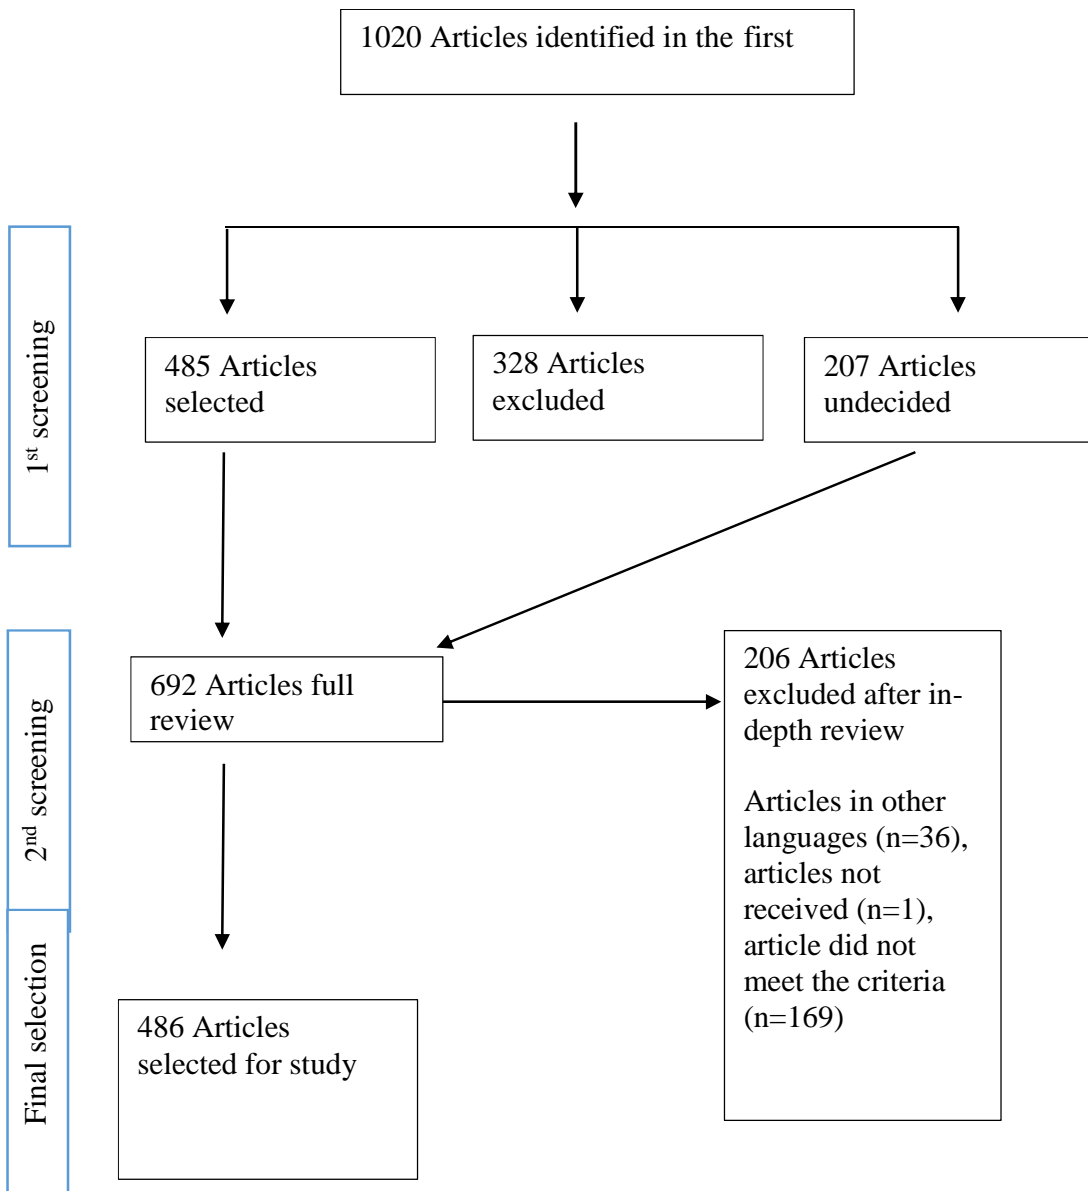 1020 Articles identified in the first
1st screening
485 Articles
selected
328 Articles
excluded
207 Articles
undecided
2nd screening
692 Articles full
review
206 Articles
excluded after in-
depth review
Articles in other
languages (n=36),
articles not
received (n=1),
article did not
meet the criteria
(n=169)
Final selection
486 Articles
selected for study